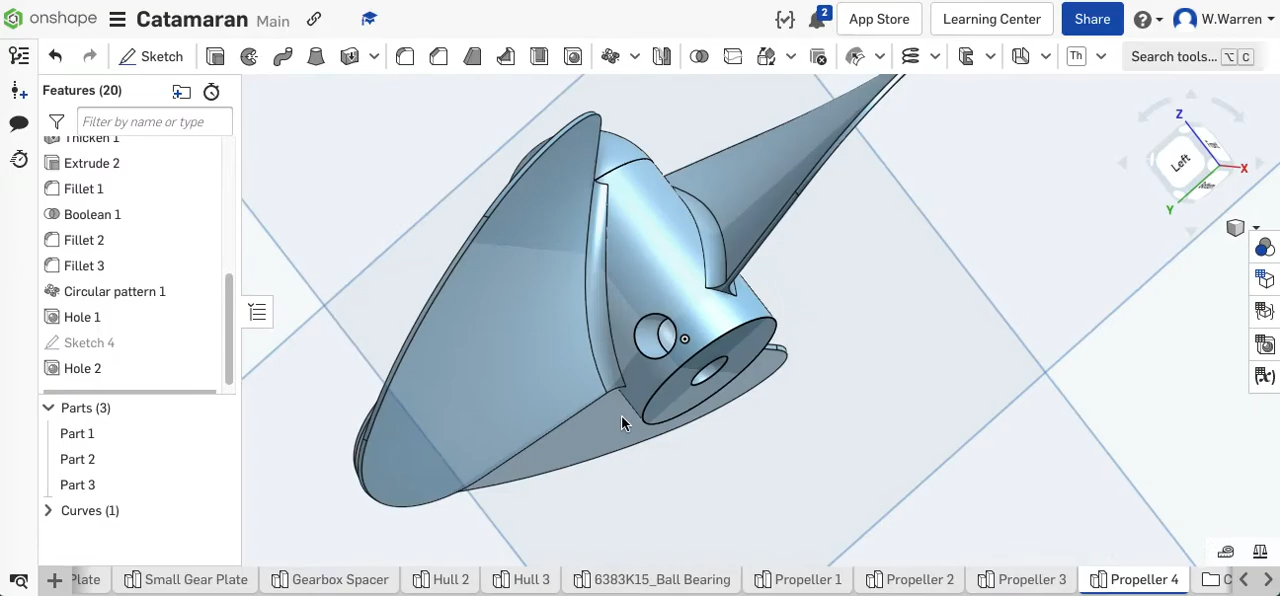 onshape Catamaran Main 2 App Store Learning Center Share W.Warren
Sketch Th Search tools... ⌥ C
Features (20)
Filter by name or type
Thicken 1
Extrude 2
Fillet 1
Boolean 1
Fillet 2
Fillet 3
Circular pattern 1
Hole 1
Sketch 4
Hole 2
Parts (3)
Part 1
Part 2
Part 3
Curves (1)
Z
Left
X
Y
Plate Small Gear Plate Gearbox Spacer Hull 2 Hull 3 6383K15_Ball Bearing Propeller 1 Propeller 2 Propeller 3 Propeller 4 C